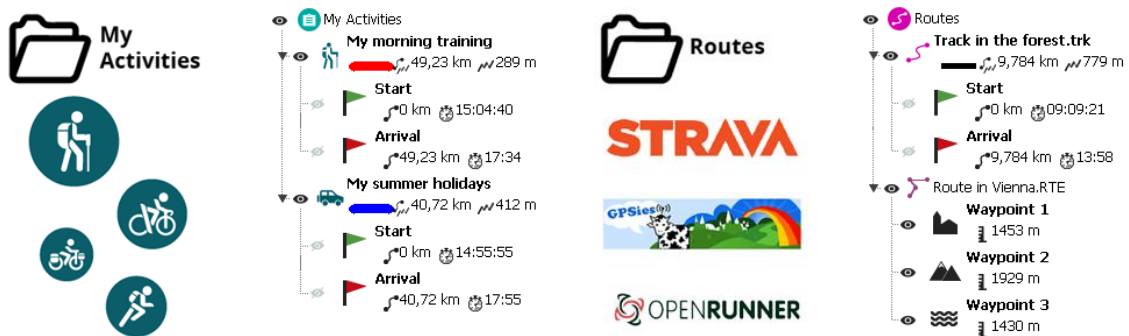 My
Activities
My Activities
My morning training
49,23 km 289 m
Start
0 km 15:04:40
Arrival
49,23 km 17:34
My summer holidays
40,72 km 412 m
Start
0 km 14:55:55
Arrival
40,72 km 17:55
Routes
STRAVA
GPSies
OPENRUNNER
Routes
Track in the forest.trk
9,784 km 779 m
Start
0 km 09:09:21
Arrival
9,784 km 13:58
Route in Vienna.RTE
Waypoint 1
1453 m
Waypoint 2
1929 m
Waypoint 3
1430 m